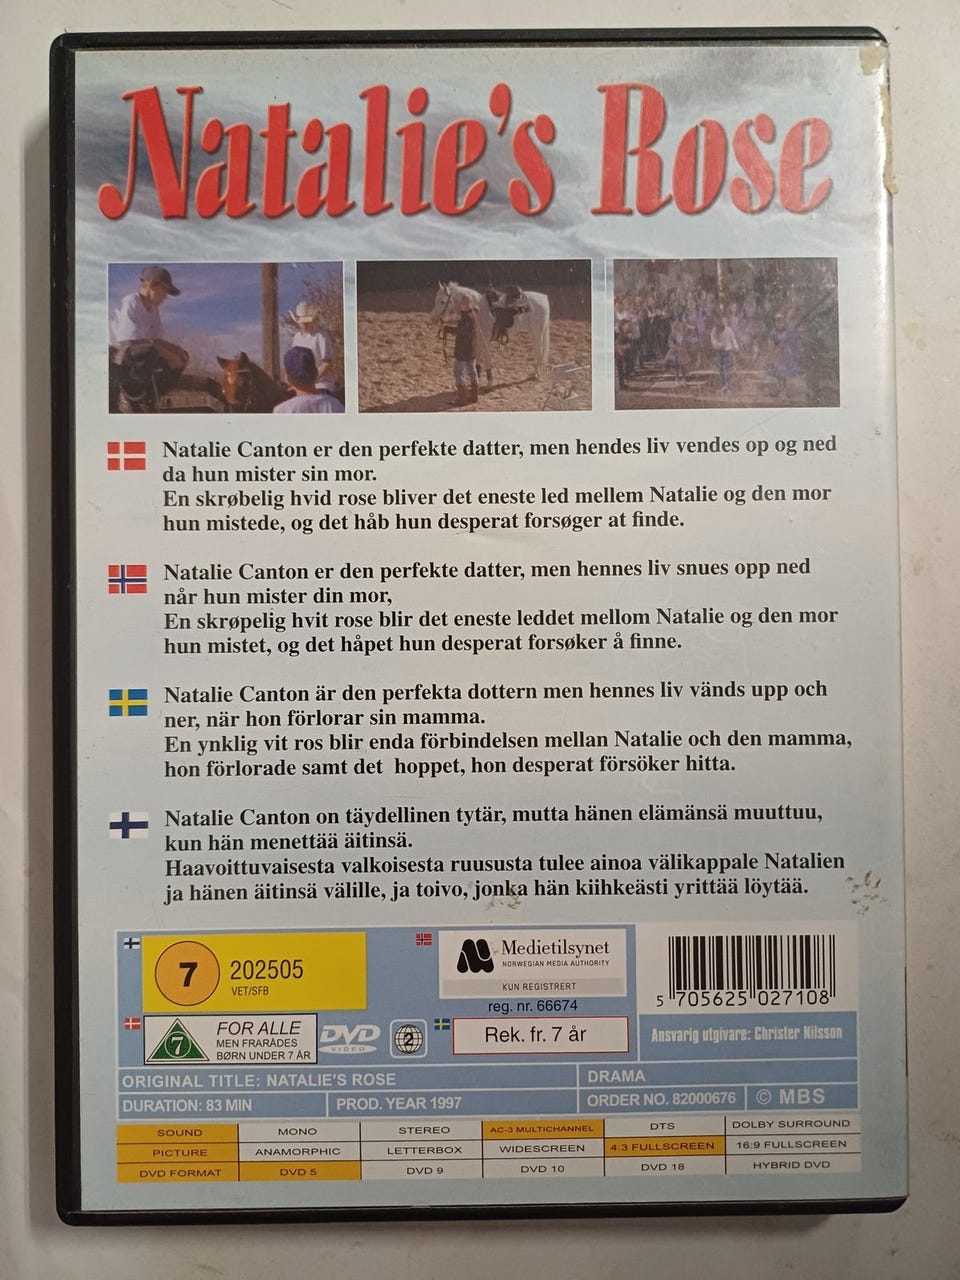 Natalie's Rose
Natalie Canton er den perfekte datter, men hendes liv vendes op og ned
da hun mister sin mor.
En skrøbelig hvid rose bliver det eneste led mellem Natalie og den mor
hun mistede, og det håb hun desperat forsøger at finde.
Natalie Canton er den perfekte datter, men hennes liv snues opp ned
når hun mister din mor,
En skrøpelig hvit rose blir det eneste leddet mellom Natalie og den mor
hun mistet, og det håpet hun desperat forsøker å finne.
Natalie Canton är den perfekta dottern men hennes liv vänds upp och
ner, när hon förlorar sin mamma.
En ynklig vit ros blir enda förbindelsen mellan Natalie och den mamma,
hon förlorade samt det hoppet, hon desperat försöker hitta.
Natalie Canton on täydellinen tytär, mutta hänen elämänsä muuttuu,
kun hän menettää äitinsä.
Haavoittuvaisesta valkoisesta ruususta tulee ainoa välikappale Natalien
ja hänen äitinsä välille, ja toivo, jonka hän kiihkeästi yrittää löytää.
7
202505
VET/SFB
Medietilsynet
NORWEGIAN MEDIA AUTHORITY
KUN REGISTRERT
reg. nr. 66674
5 705625 027108
7
FOR ALLE
MEN FRARÅDES
BØRN UNDER 7 ÅR
DVD
VIDEO
2
Rek. fr. 7 år
Ansvarig utgivare: Christer Nilsson
ORIGINAL TITLE: NATALIE'S ROSE
DRAMA
DURATION: 83 MIN
PROD. YEAR 1997
ORDER NO. 82000676
© MBS
SOUND MONO STEREO AC-3 MULTICHANNEL DTS DOLBY SURROUND
PICTURE ANAMORPHIC LETTERBOX WIDESCREEN 4:3 FULLSCREEN 16:9 FULLSCREEN
DVD FORMAT DVD 5 DVD 9 DVD 10 DVD 18 HYBRID DVD